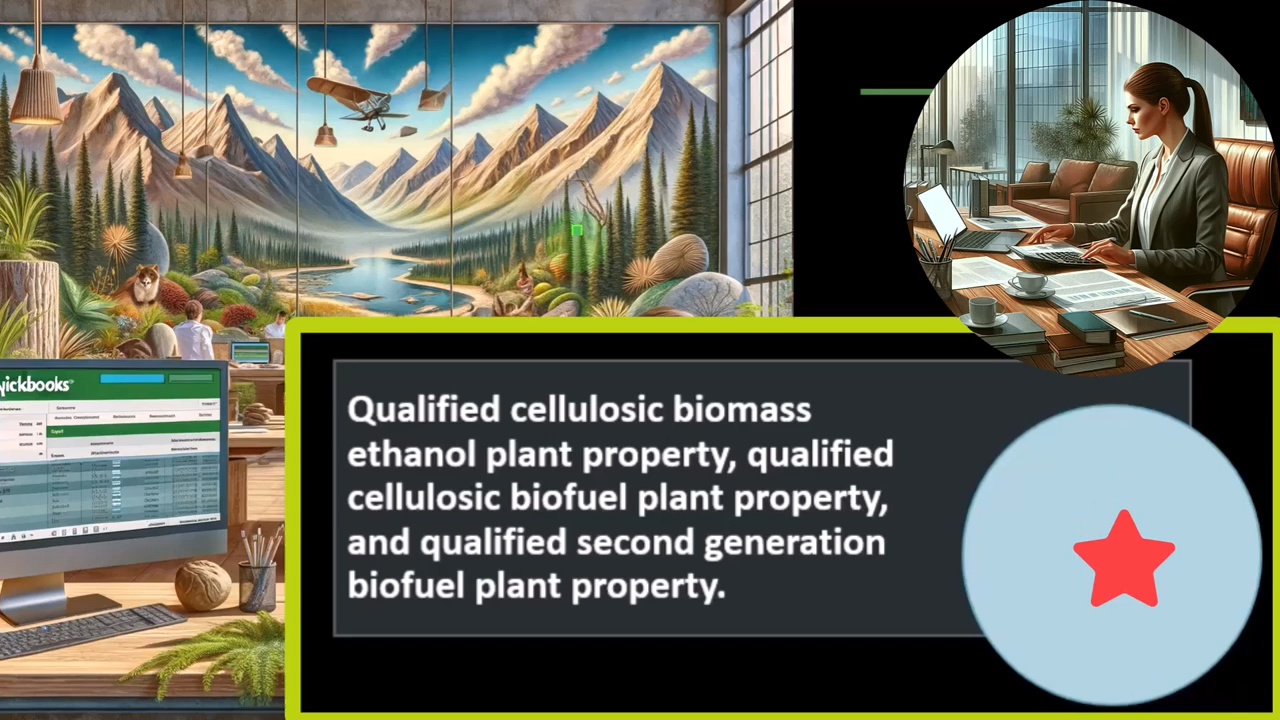 Qualified cellulosic biomass
ethanol plant property, qualified
cellulosic biofuel plant property,
and qualified second generation
biofuel plant property.